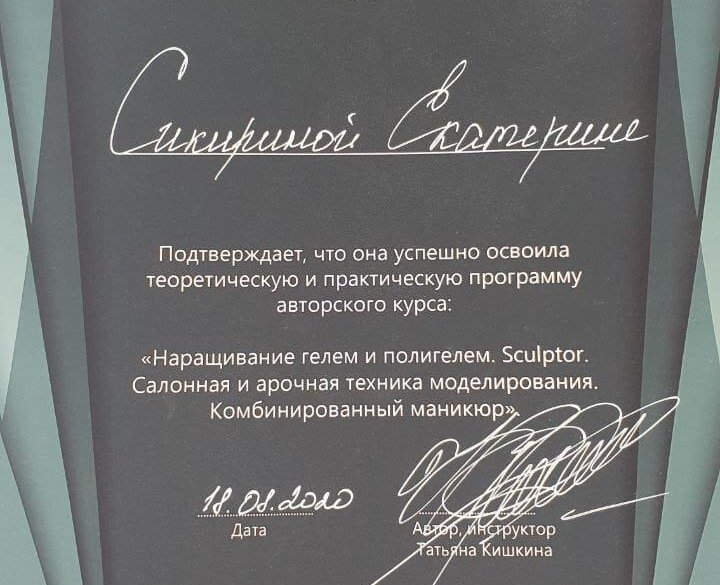 Сикириной Екатерине
Подтверждает, что она успешно освоила
теоретическую и практическую программу
авторского курса:
«Наращивание гелем и полигелем. Sculptor.
Салонная и арочная техника моделирования.
Комбинированный маникюр»
18.08.2020
Дата
Автор, инструктор
Татьяна Кишкина